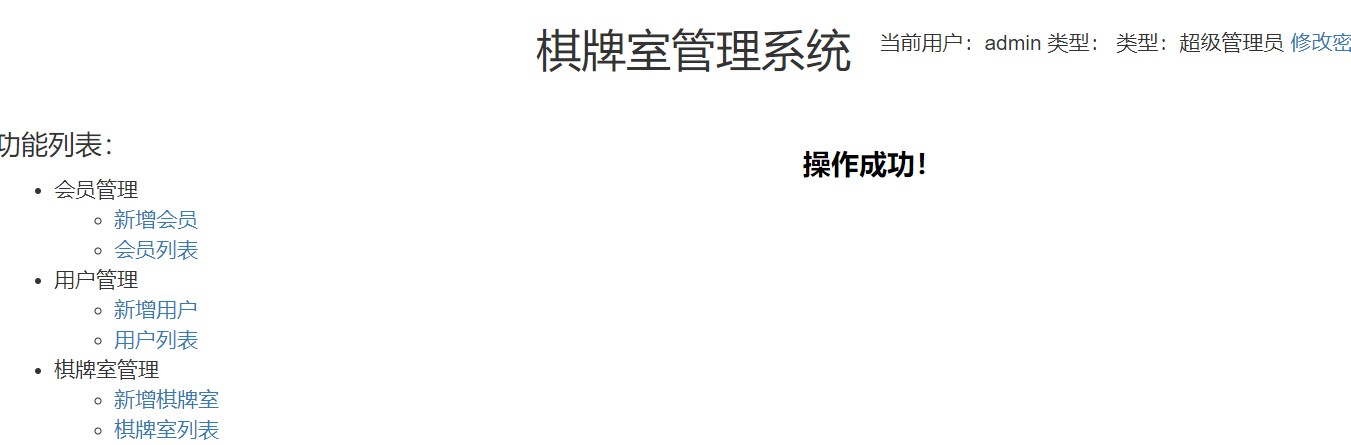 棋牌室管理系统
当前用户：admin 类型： 类型：超级管理员 修改密
功能列表：
操作成功！
会员管理
新增会员
会员列表
用户管理
新增用户
用户列表
棋牌室管理
新增棋牌室
棋牌室列表